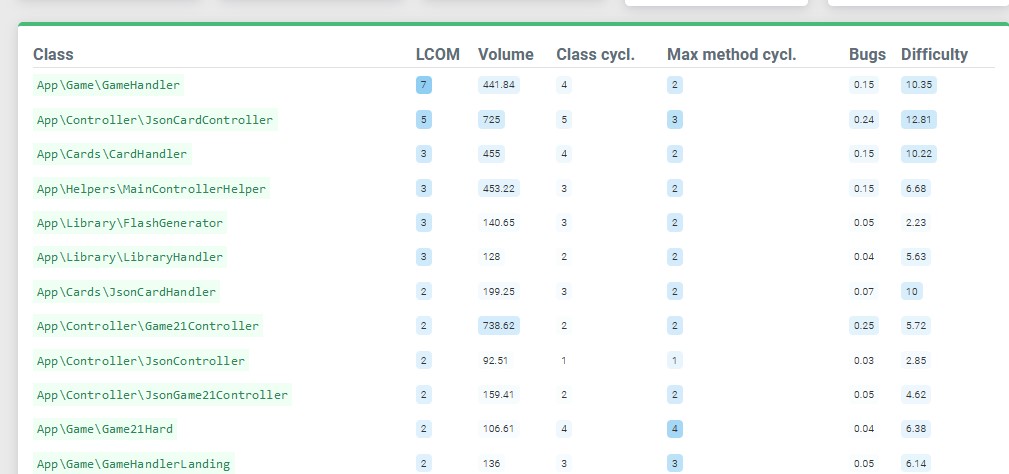 Class LCOM Volume Class cycl. Max method cycl. Bugs Difficulty
App\Game\GameHandler 7 441.84 4 2 0.15 10.35
App\Controller\JsonCardController 5 725 5 3 0.24 12.81
App\Cards\CardHandler 3 455 4 2 0.15 10.22
App\Helpers\MainControllerHelper 3 453.22 3 2 0.15 6.68
App\Library\FlashGenerator 3 140.65 3 2 0.05 2.23
App\Library\LibraryHandler 3 128 2 2 0.04 5.63
App\Cards\JsonCardHandler 2 199.25 3 2 0.07 10
App\Controller\Game21Controller 2 738.62 2 2 0.25 5.72
App\Controller\JsonController 2 92.51 1 1 0.03 2.85
App\Controller\JsonGame21Controller 2 159.41 2 2 0.05 4.62
App\Game\Game21Hard 2 106.61 4 4 0.04 6.38
App\Game\GameHandlerLanding 2 136 3 3 0.05 6.14